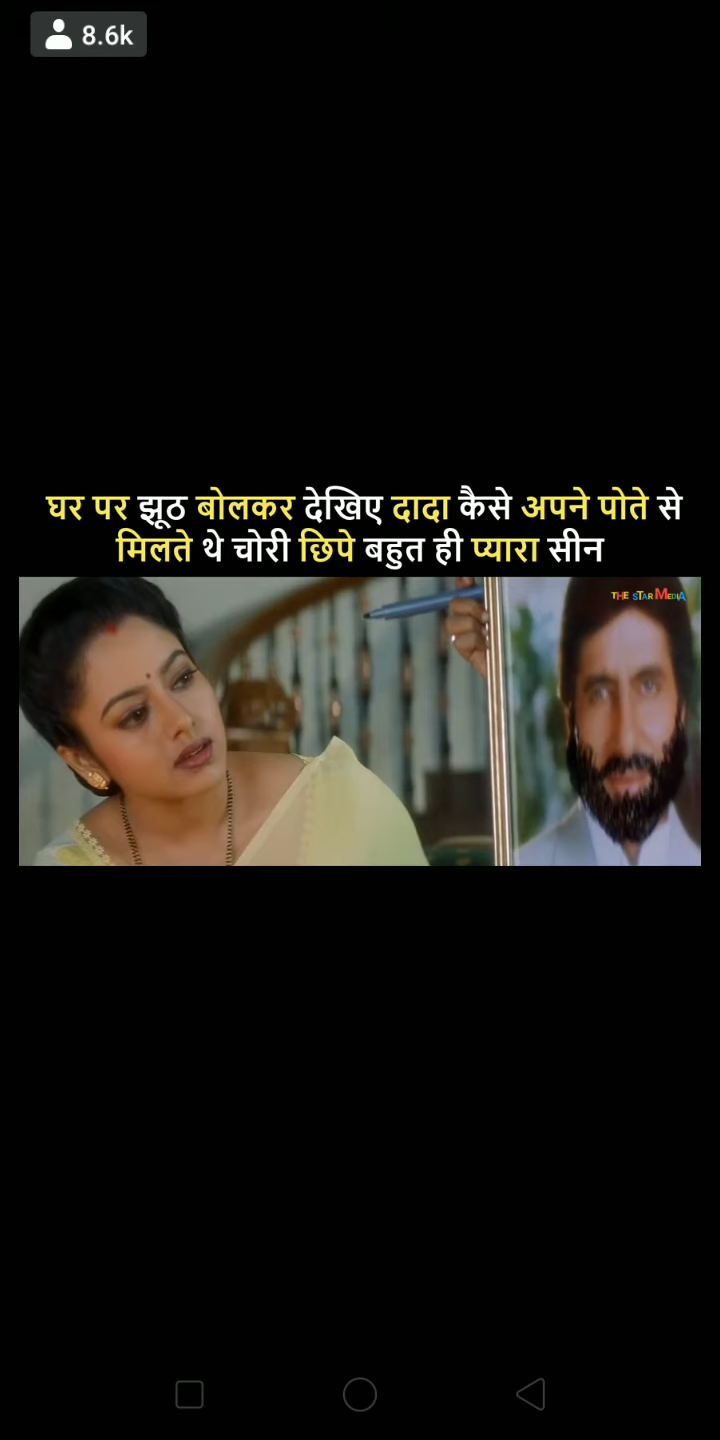 8.6k
घर पर झूठ बोलकर देखिए दादा कैसे अपने पोते से
मिलते थे चोरी छिपे बहुत ही प्यारा सीन
THE STAR MEDIA